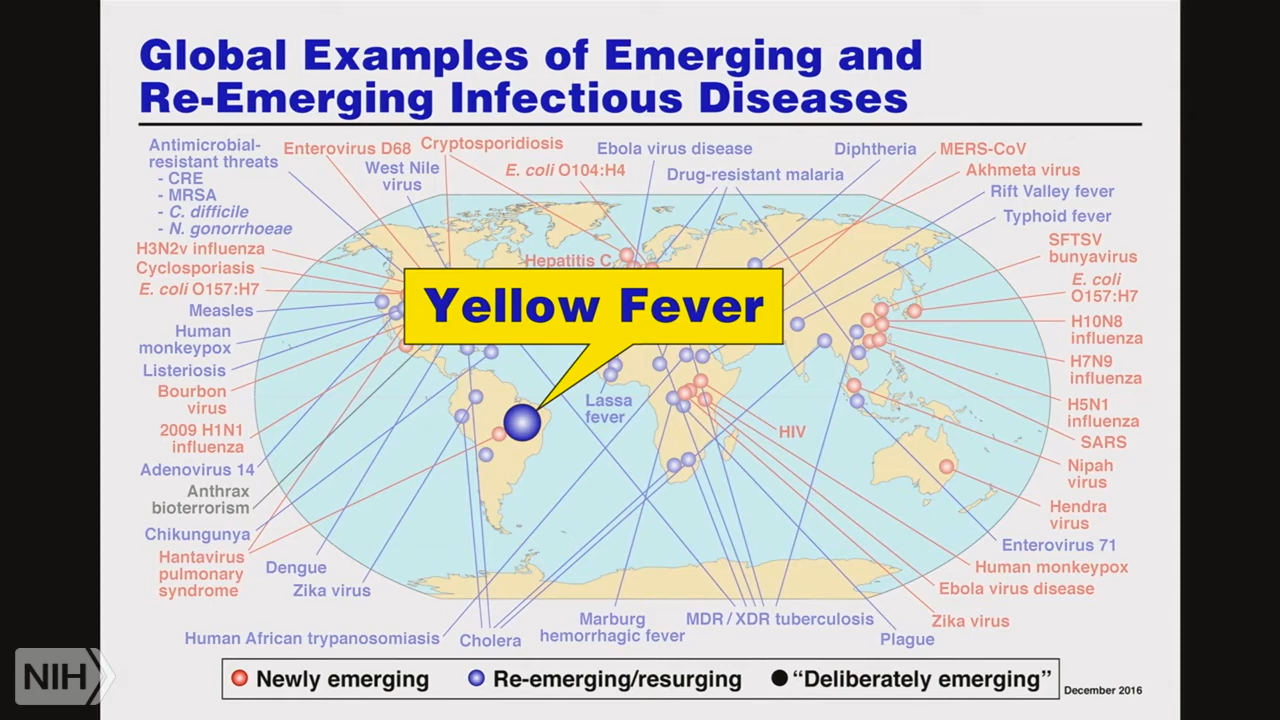 Global Examples of Emerging and
Re-Emerging Infectious Diseases
Antimicrobial-
resistant threats
- CRE
- MRSA
- C. difficile
- N. gonorrhoeae
Enterovirus D68
Cryptosporidiosis
West Nile
virus
E. coli O104:H4
Ebola virus disease
Drug-resistant malaria
Diphtheria
MERS-CoV
Akhmeta virus
Rift Valley fever
Typhoid fever
H3N2v influenza
Cyclosporiasis
E. coli O157:H7
Measles
Human
monkeypox
Listeriosis
Bourbon
virus
2009 H1N1
influenza
Adenovirus 14
Anthrax
bioterrorism
Chikungunya
Hantavirus
pulmonary
syndrome
Dengue
Zika virus
Hepatitis C
Yellow Fever
Lassa
fever
HIV
SFTSV
bunyavirus
E. coli
O157:H7
H10N8
influenza
H7N9
influenza
H5N1
influenza
SARS
Nipah
virus
Hendra
virus
Enterovirus 71
Human monkeypox
Ebola virus disease
Zika virus
Plague
MDR / XDR tuberculosis
Marburg
hemorrhagic fever
Cholera
Human African trypanosomiasis
NIH
Newly emerging
Re-emerging/resurging
“Deliberately emerging”
December 2016